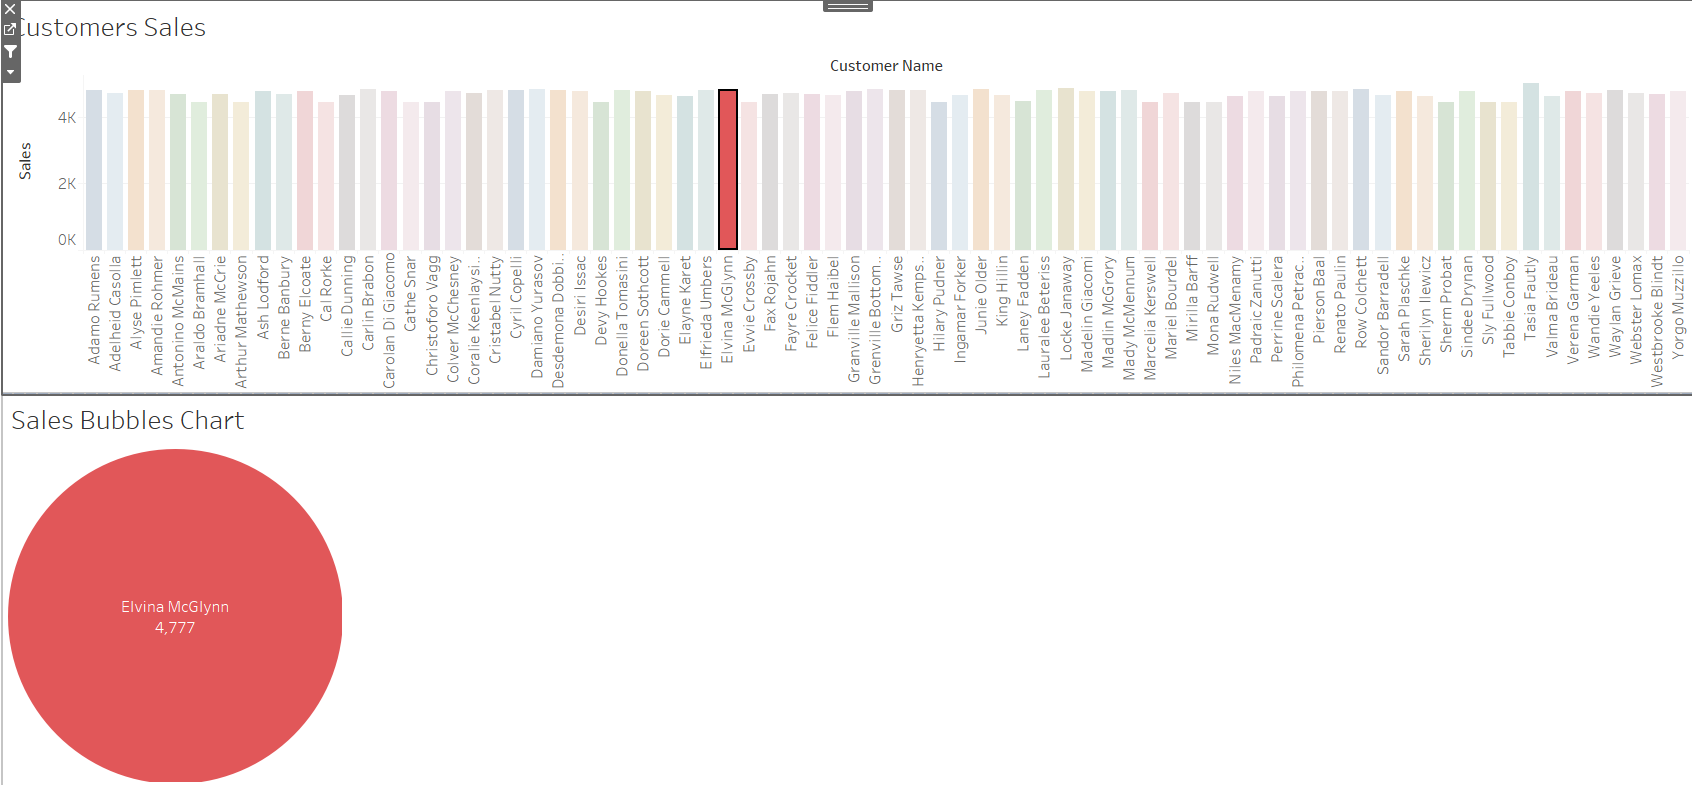 Customers Sales
Customer Name
Sales
4K
2K
0K
Adamo Rumens
Adelheid Casolla
Alyse Pimlett
Amandie Rohmer
Antonino McMains
Araldo Bramhall
Ariadne McCrie
Arthur Mathewson
Ash Lodford
Berne Banbury
Berny Elcoate
Cal Rorke
Callie Dunning
Carlin Brabon
Carolan Di Giacomo
Cathe Snar
Christoforo Vagg
Colver McChesney
Coralie Keenlaysi..
Cristabel Nutty
Cyril Copelli
Damiano Yurasov
Desdemona Dobbi..
Desiri Issac
Devy Hookes
Donella Tomasini
Doreen Sothcott
Dorie Cammell
Elayne Karet
Elfrieda Umbers
Elvina McGlynn
Evvie Crossby
Fax Rojahn
Fayre Crocket
Felice Fiddler
Flem Haibel
Granville Mallison
Grenville Bottom..
Griz Tawse
Henryetta Kemps..
Hilary Pudner
Ingamar Forker
Junie Older
King Hillin
Laney Fadden
Lauralee Beteriss
Locke Janaway
Madelin Giacomi
Madlin McGrory
Mady McMennum
Marcelia Kerswell
Mariel Bourdel
Mirilla Barff
Mona Rudwell
Niles MacMenamy
Padraic Zanutti
Perrine Scalera
Philomena Petrac..
Pierson Baal
Renato Paulin
Row Colchett
Sandor Barradell
Sarah Plaschke
Sherilyn Illewicz
Sherm Probat
Sindee Drynan
Sly Fullwood
Tabbie Conboy
Tasia Fautly
Valma Brideau
Verena Garman
Wandie Yeeles
Waylan Grieve
Webster Lomax
Westbrooke Blindt
Yorgo Muzzillo
Sales Bubbles Chart
Elvina McGlynn
4,777